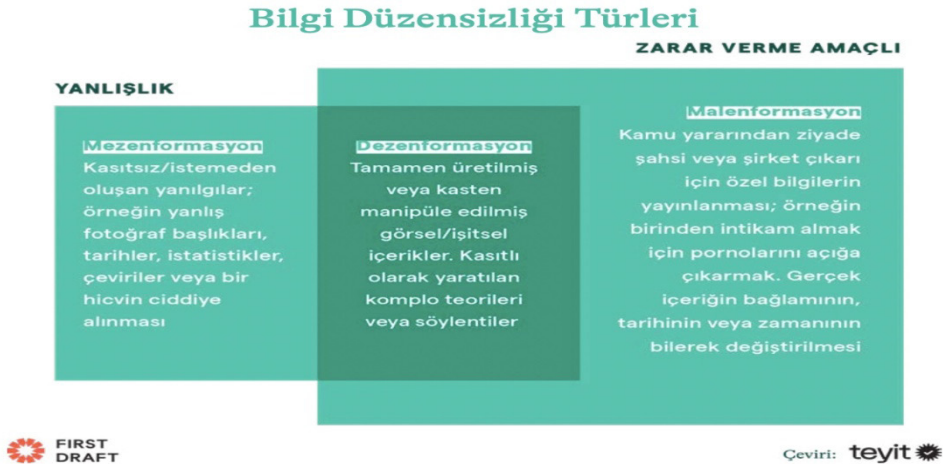 Bilgi Düzensizliği Türleri
ZARAR VERME AMAÇLI
YANLIŞLIK
Mezenformasyon
Kasıtsız/istemeden
oluşan yanılgılar;
örneğin yanlış
fotoğraf başlıkları,
tarihler, istatistikler,
çeviriler veya bir
hicvin ciddiye
alınması
Dezenformasyon
Tamamen üretilmiş
veya kasten
manipüle edilmiş
görsel/işitsel
içerikler. Kasıtlı
olarak yaratılan
komplo teorileri
veya söylentiler
Malenformasyon
Kamu yararından ziyade
şahsi veya şirket çıkarı
için özel bilgilerin
yayınlanması; örneğin
birinden intikam almak
için pornolarını açığa
çıkarmak. Gerçek
içeriğin bağlamının,
tarihinin veya zamanının
bilerek değiştirilmesi
FIRST
DRAFT
Çeviri: teyit